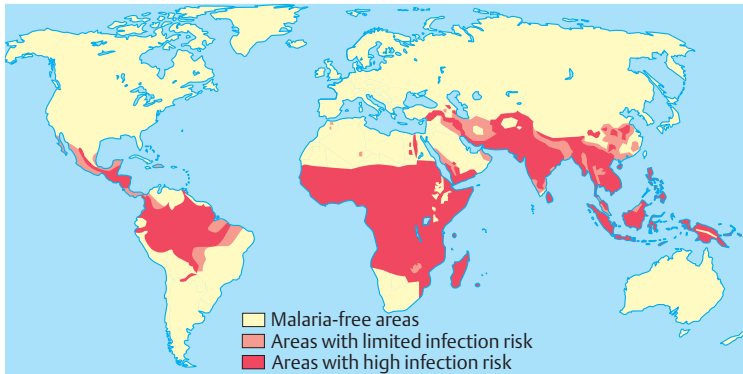 Malaria-free areas
Areas with limited infection risk
Areas with high infection risk